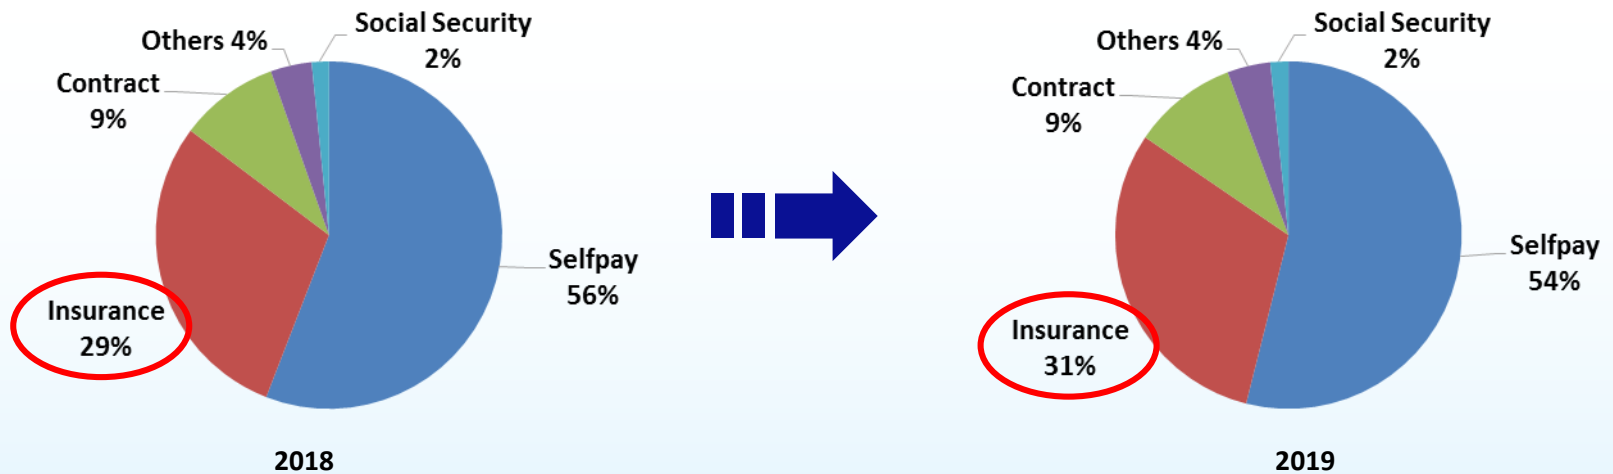 Social Security
2%
Others 4%
Contract
9%
Selfpay
56%
Insurance
29%
2018
Social Security
2%
Others 4%
Contract
9%
Selfpay
54%
Insurance
31%
2019